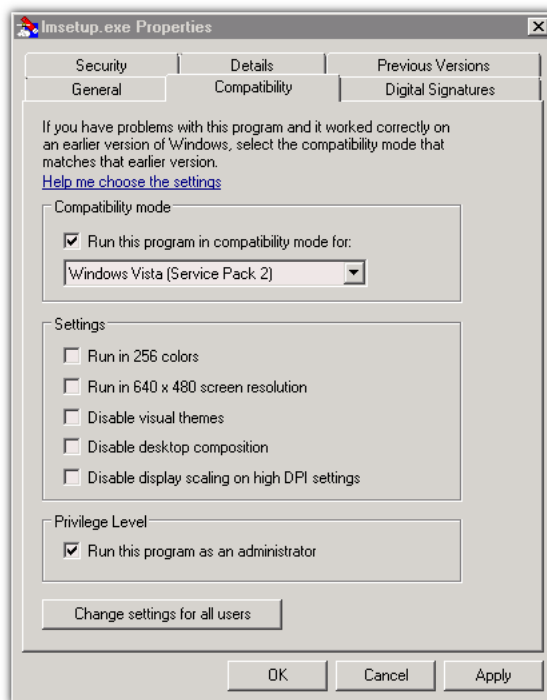 lmsetup.exe Properties
Security Details Previous Versions
General Compatibility Digital Signatures
If you have problems with this program and it worked correctly on
an earlier version of Windows, select the compatibility mode that
matches that earlier version.
Help me choose the settings
Compatibility mode
Run this program in compatibility mode for:
Windows Vista (Service Pack 2)
Settings
Run in 256 colors
Run in 640 x 480 screen resolution
Disable visual themes
Disable desktop composition
Disable display scaling on high DPI settings
Privilege Level
Run this program as an administrator
Change settings for all users
OK Cancel Apply